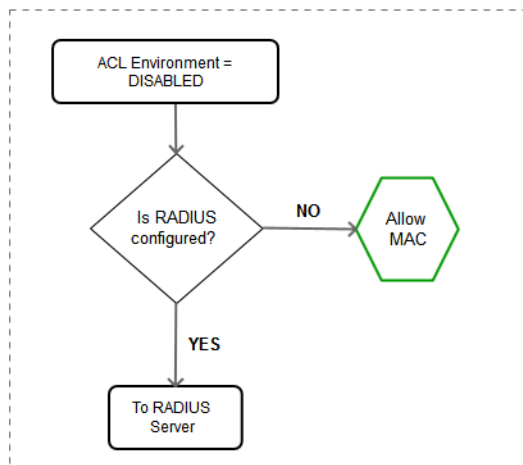 ACL Environment =
DISABLED
Is RADIUS
configured?
NO
Allow
MAC
YES
To RADIUS
Server